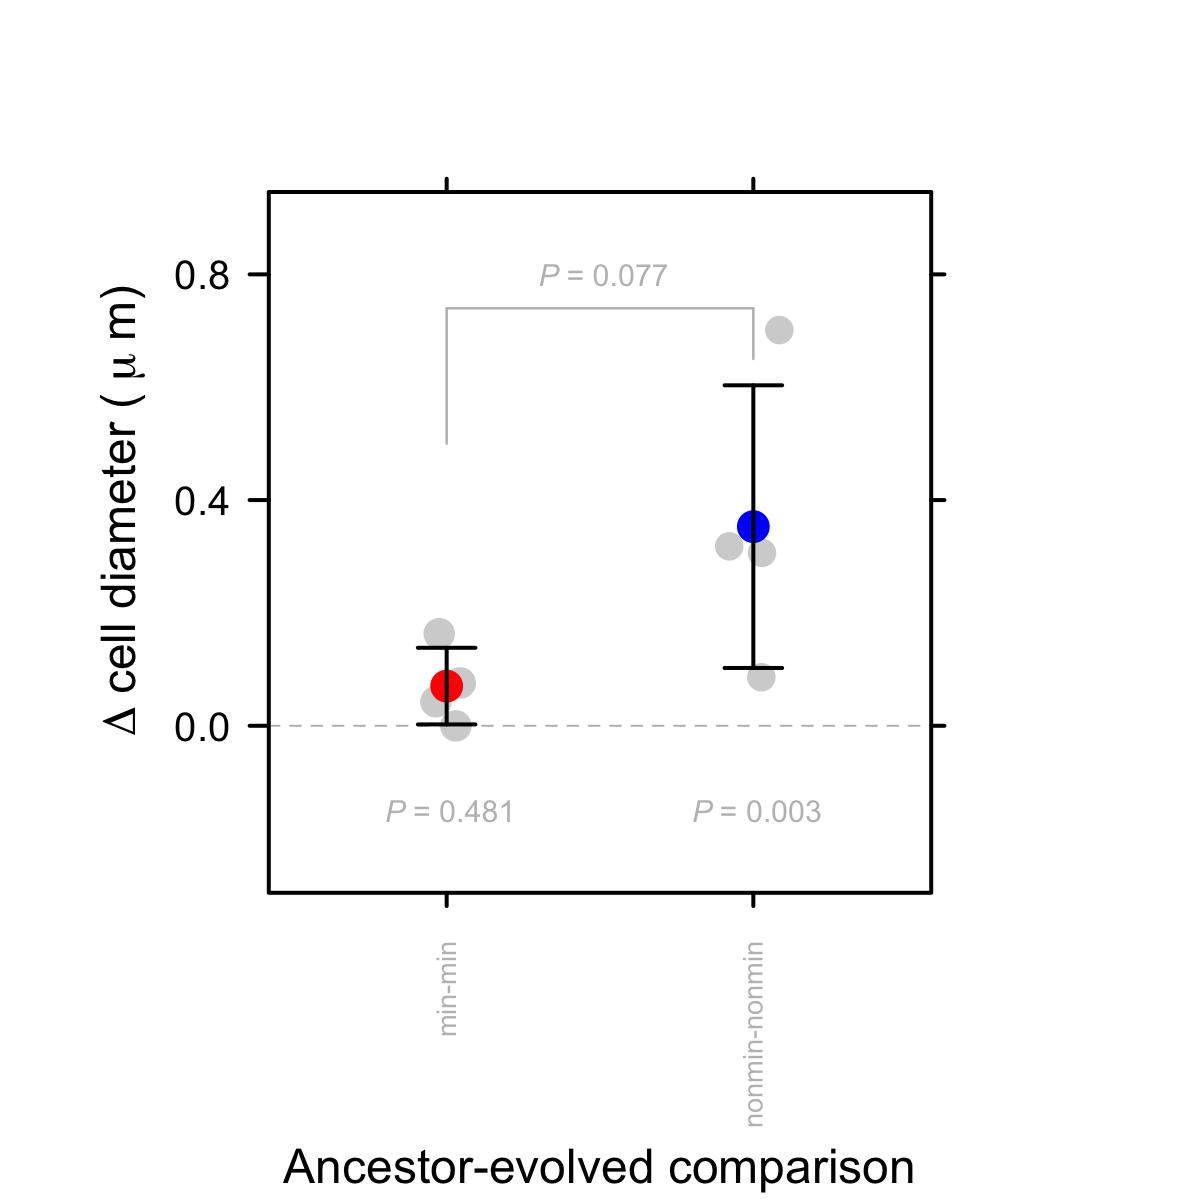 P = 0.077
0.8
0.4
0.0
Δ cell diameter ( μ m)
P = 0.481
P = 0.003
min-min
nonmin-nonmin
Ancestor-evolved comparison